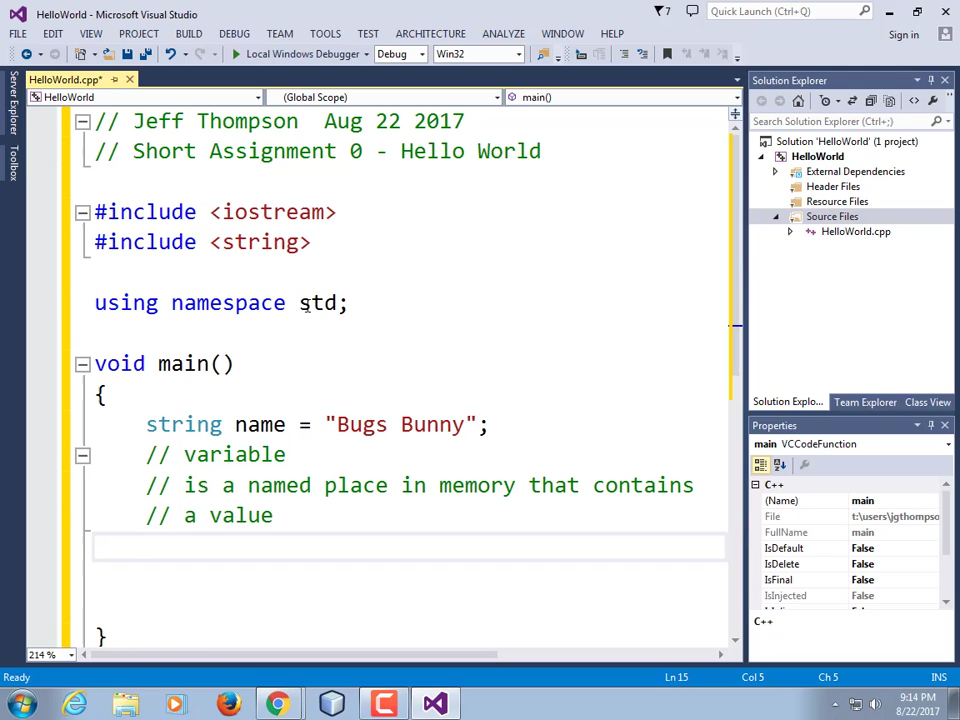 HelloWorld - Microsoft Visual Studio
7
Quick Launch (Ctrl+Q)
FILE EDIT VIEW PROJECT BUILD DEBUG TEAM TOOLS TEST ARCHITECTURE ANALYZE WINDOW HELP
Sign in
Local Windows Debugger Debug Win32
Server Explorer
Toolbox
HelloWorld.cpp*
HelloWorld (Global Scope) main()
// Jeff Thompson  Aug 22 2017
// Short Assignment 0 - Hello World
#include <iostream>
#include <string>
using namespace std;
void main()
{
string name = "Bugs Bunny";
// variable
// is a named place in memory that contains
// a value
}
214 %
Solution Explorer
Search Solution Explorer (Ctrl+;)
Solution 'HelloWorld' (1 project)
HelloWorld
External Dependencies
Header Files
Resource Files
Source Files
HelloWorld.cpp
Solution Explo... Team Explorer Class View
Properties
main VCCodeFunction
C++
(Name) main
File t:\users\jgthompso
FullName main
IsDefault False
IsDelete False
IsFinal False
IsInjected False
C++
Ready Ln 15 Col 5 Ch 5 INS
9:14 PM
8/22/2017